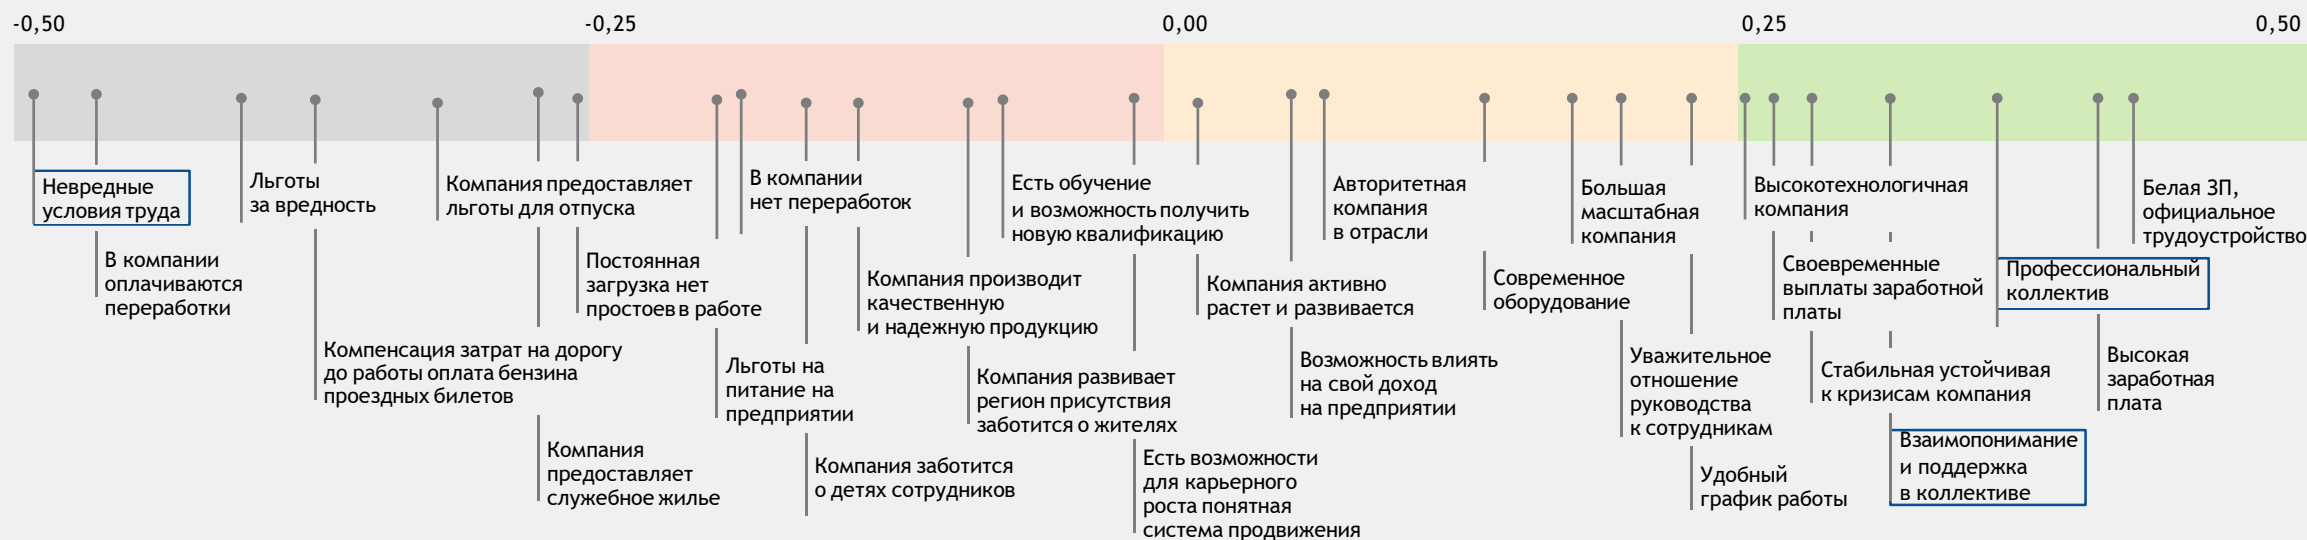 -0,50
-0,25
0,00
0,25
0,50
Невредные
условия труда
В компании
оплачиваются
переработки
Льготы
за вредность
Компенсация затрат на дорогу
до работы оплата бензина
проездных билетов
Компания предоставляет
льготы для отпуска
Компания
предоставляет
служебное жилье
Постоянная
загрузка нет
простоев в работе
Льготы на
питание на
предприятии
В компании
нет переработок
Компания заботится
о детях сотрудников
Компания производит
качественную
и надежную продукцию
Компания развивает
регион присутствия
заботится о жителях
Есть обучение
и возможность получить
новую квалификацию
Есть возможности
для карьерного
роста понятная
система продвижения
Компания активно
растет и развивается
Возможность влиять
на свой доход
на предприятии
Авторитетная
компания
в отрасли
Современное
оборудование
Большая
масштабная
компания
Уважительное
отношение
руководства
к сотрудникам
Удобный
график работы
Высокотехнологичная
компания
Своевременные
выплаты заработной
платы
Стабильная устойчивая
к кризисам компания
Взаимопонимание
и поддержка
в коллективе
Профессиональный
коллектив
Высокая
заработная
плата
Белая ЗП,
официальное
трудоустройство